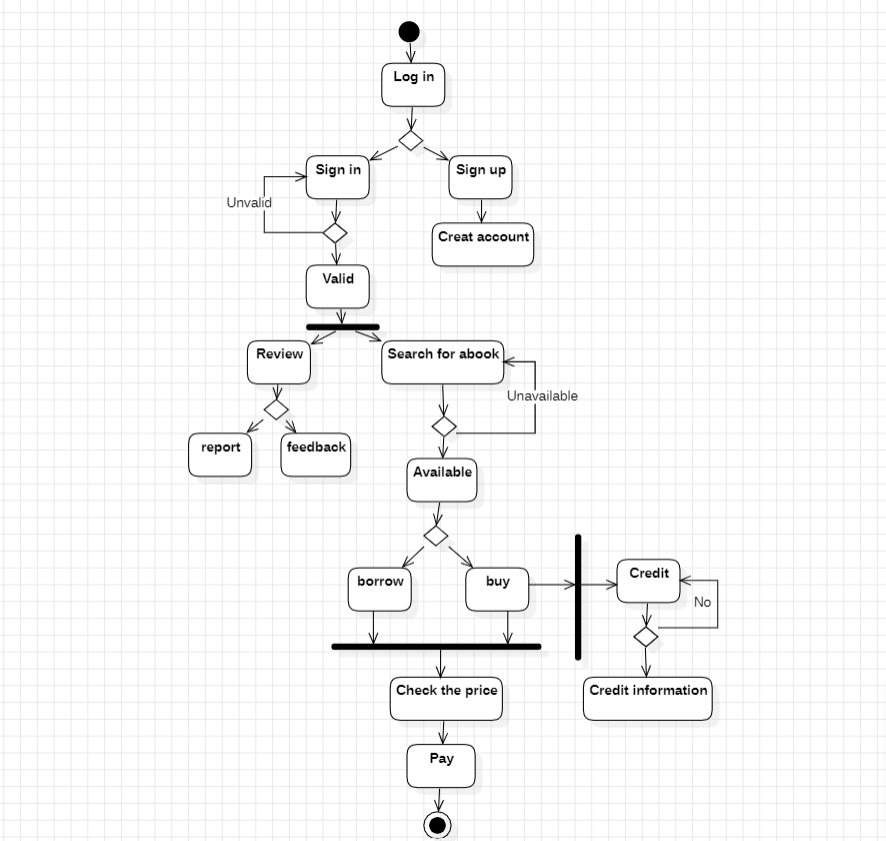 Log in
Sign in
Sign up
Unvalid
Creat account
Valid
Review
Search for abook
Unavailable
report
feedback
Available
borrow
buy
Credit
No
Check the price
Credit information
Pay